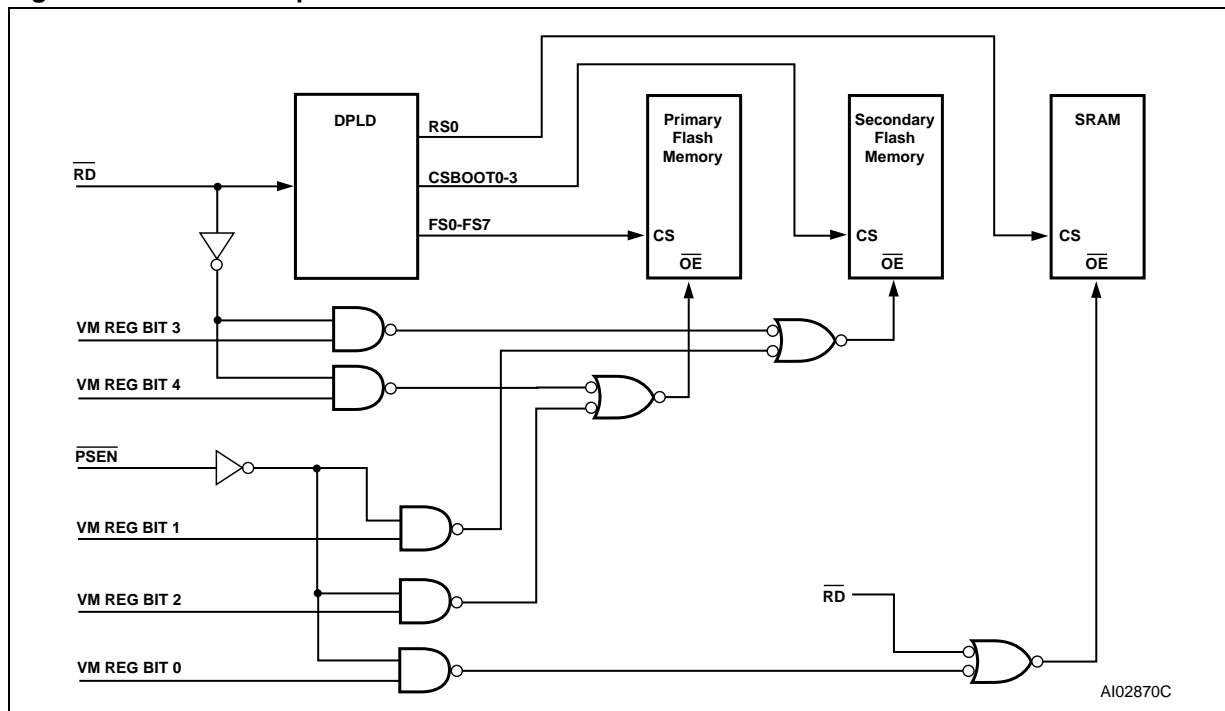 DPLD
RS0
CSBOOT0-3
FS0-FS7
Primary
Flash
Memory
CS
OE
Secondary
Flash
Memory
CS
OE
SRAM
CS
OE
RD
VM REG BIT 3
VM REG BIT 4
PSEN
VM REG BIT 1
VM REG BIT 2
VM REG BIT 0
RD
AI02870C